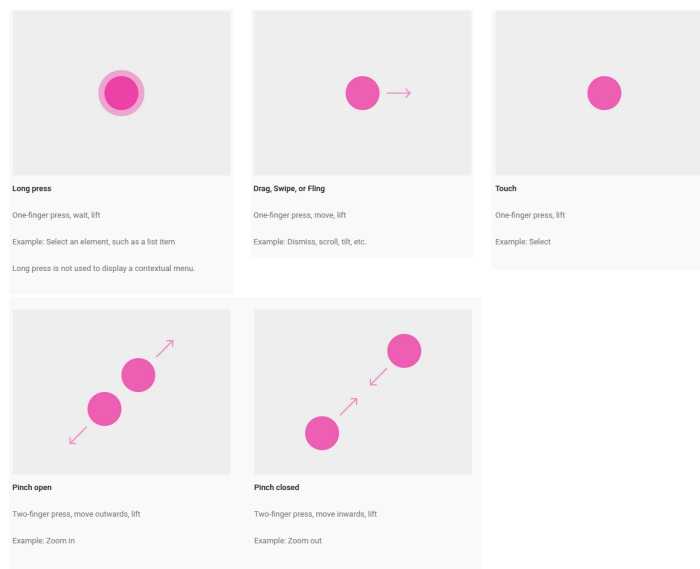 Long press
One-finger press, wait, lift
Example: Select an element, such as a list item
Long press is not used to display a contextual menu.
Drag, Swipe, or Fling
One-finger press, move, lift
Example: Dismiss, scroll, tilt, etc.
Touch
One-finger press, lift
Example: Select
Pinch open
Two-finger press, move outwards, lift
Example: Zoom in
Pinch closed
Two-finger press, move inwards, lift
Example: Zoom out